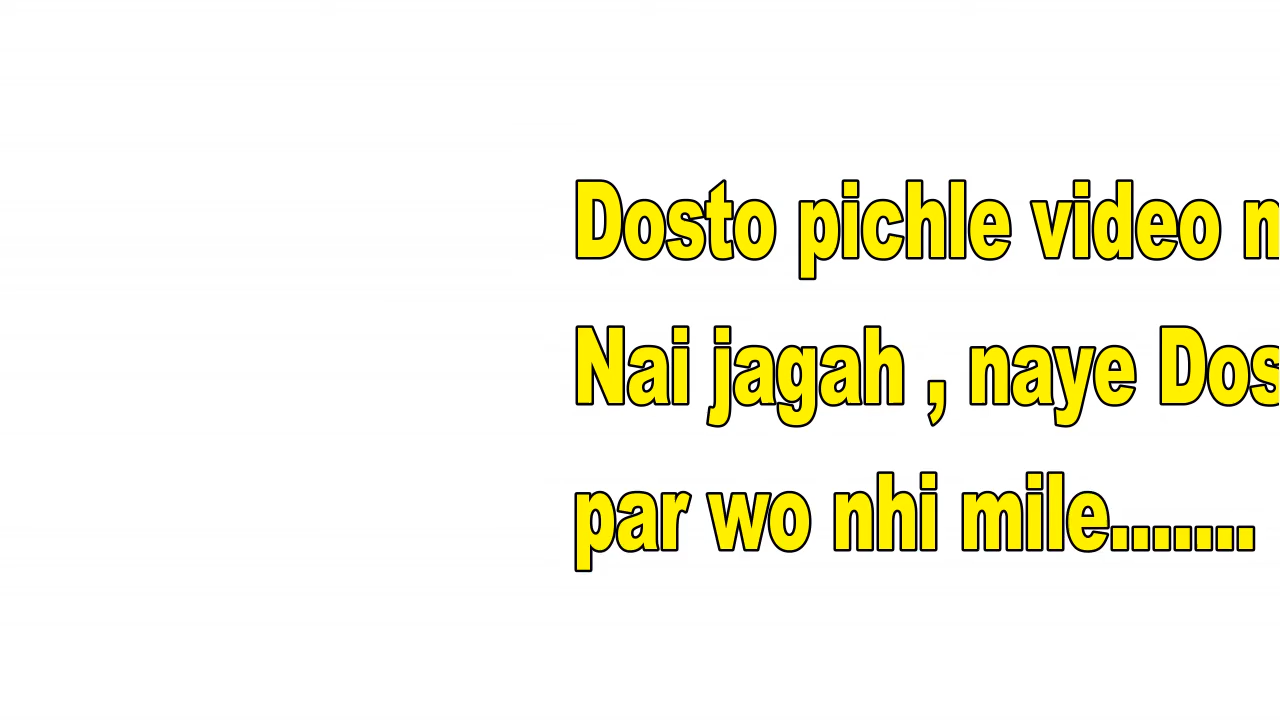 Dosto pichle video
Nai jagah , naye
par wo nhi mile.......